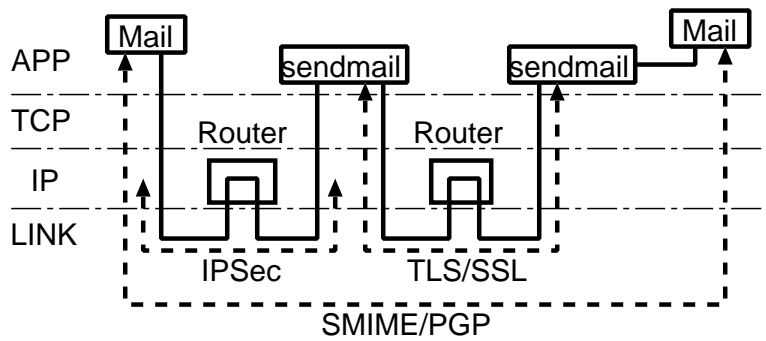 Mail
Mail
APP
sendmail
sendmail
TCP
Router
Router
IP
LINK
IPSec
TLS/SSL
SMIME/PGP